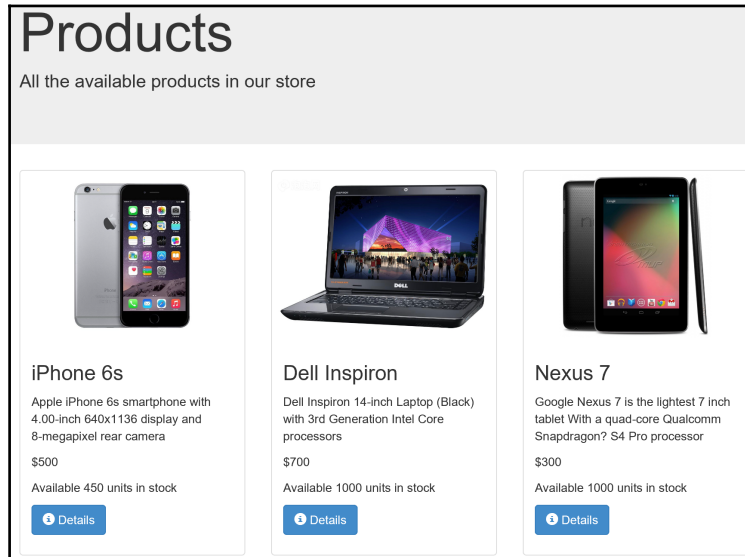 Products
All the available products in our store
DELL
iPhone 6s
Apple iPhone 6s smartphone with
4.00-inch 640x1136 display and
8-megapixel rear camera
$500
Available 450 units in stock
Details
Dell Inspiron
Dell Inspiron 14-inch Laptop (Black)
with 3rd Generation Intel Core
processors
$700
Available 1000 units in stock
Details
Nexus 7
Google Nexus 7 is the lightest 7 inch
tablet With a quad-core Qualcomm
Snapdragon? S4 Pro processor
$300
Available 1000 units in stock
Details